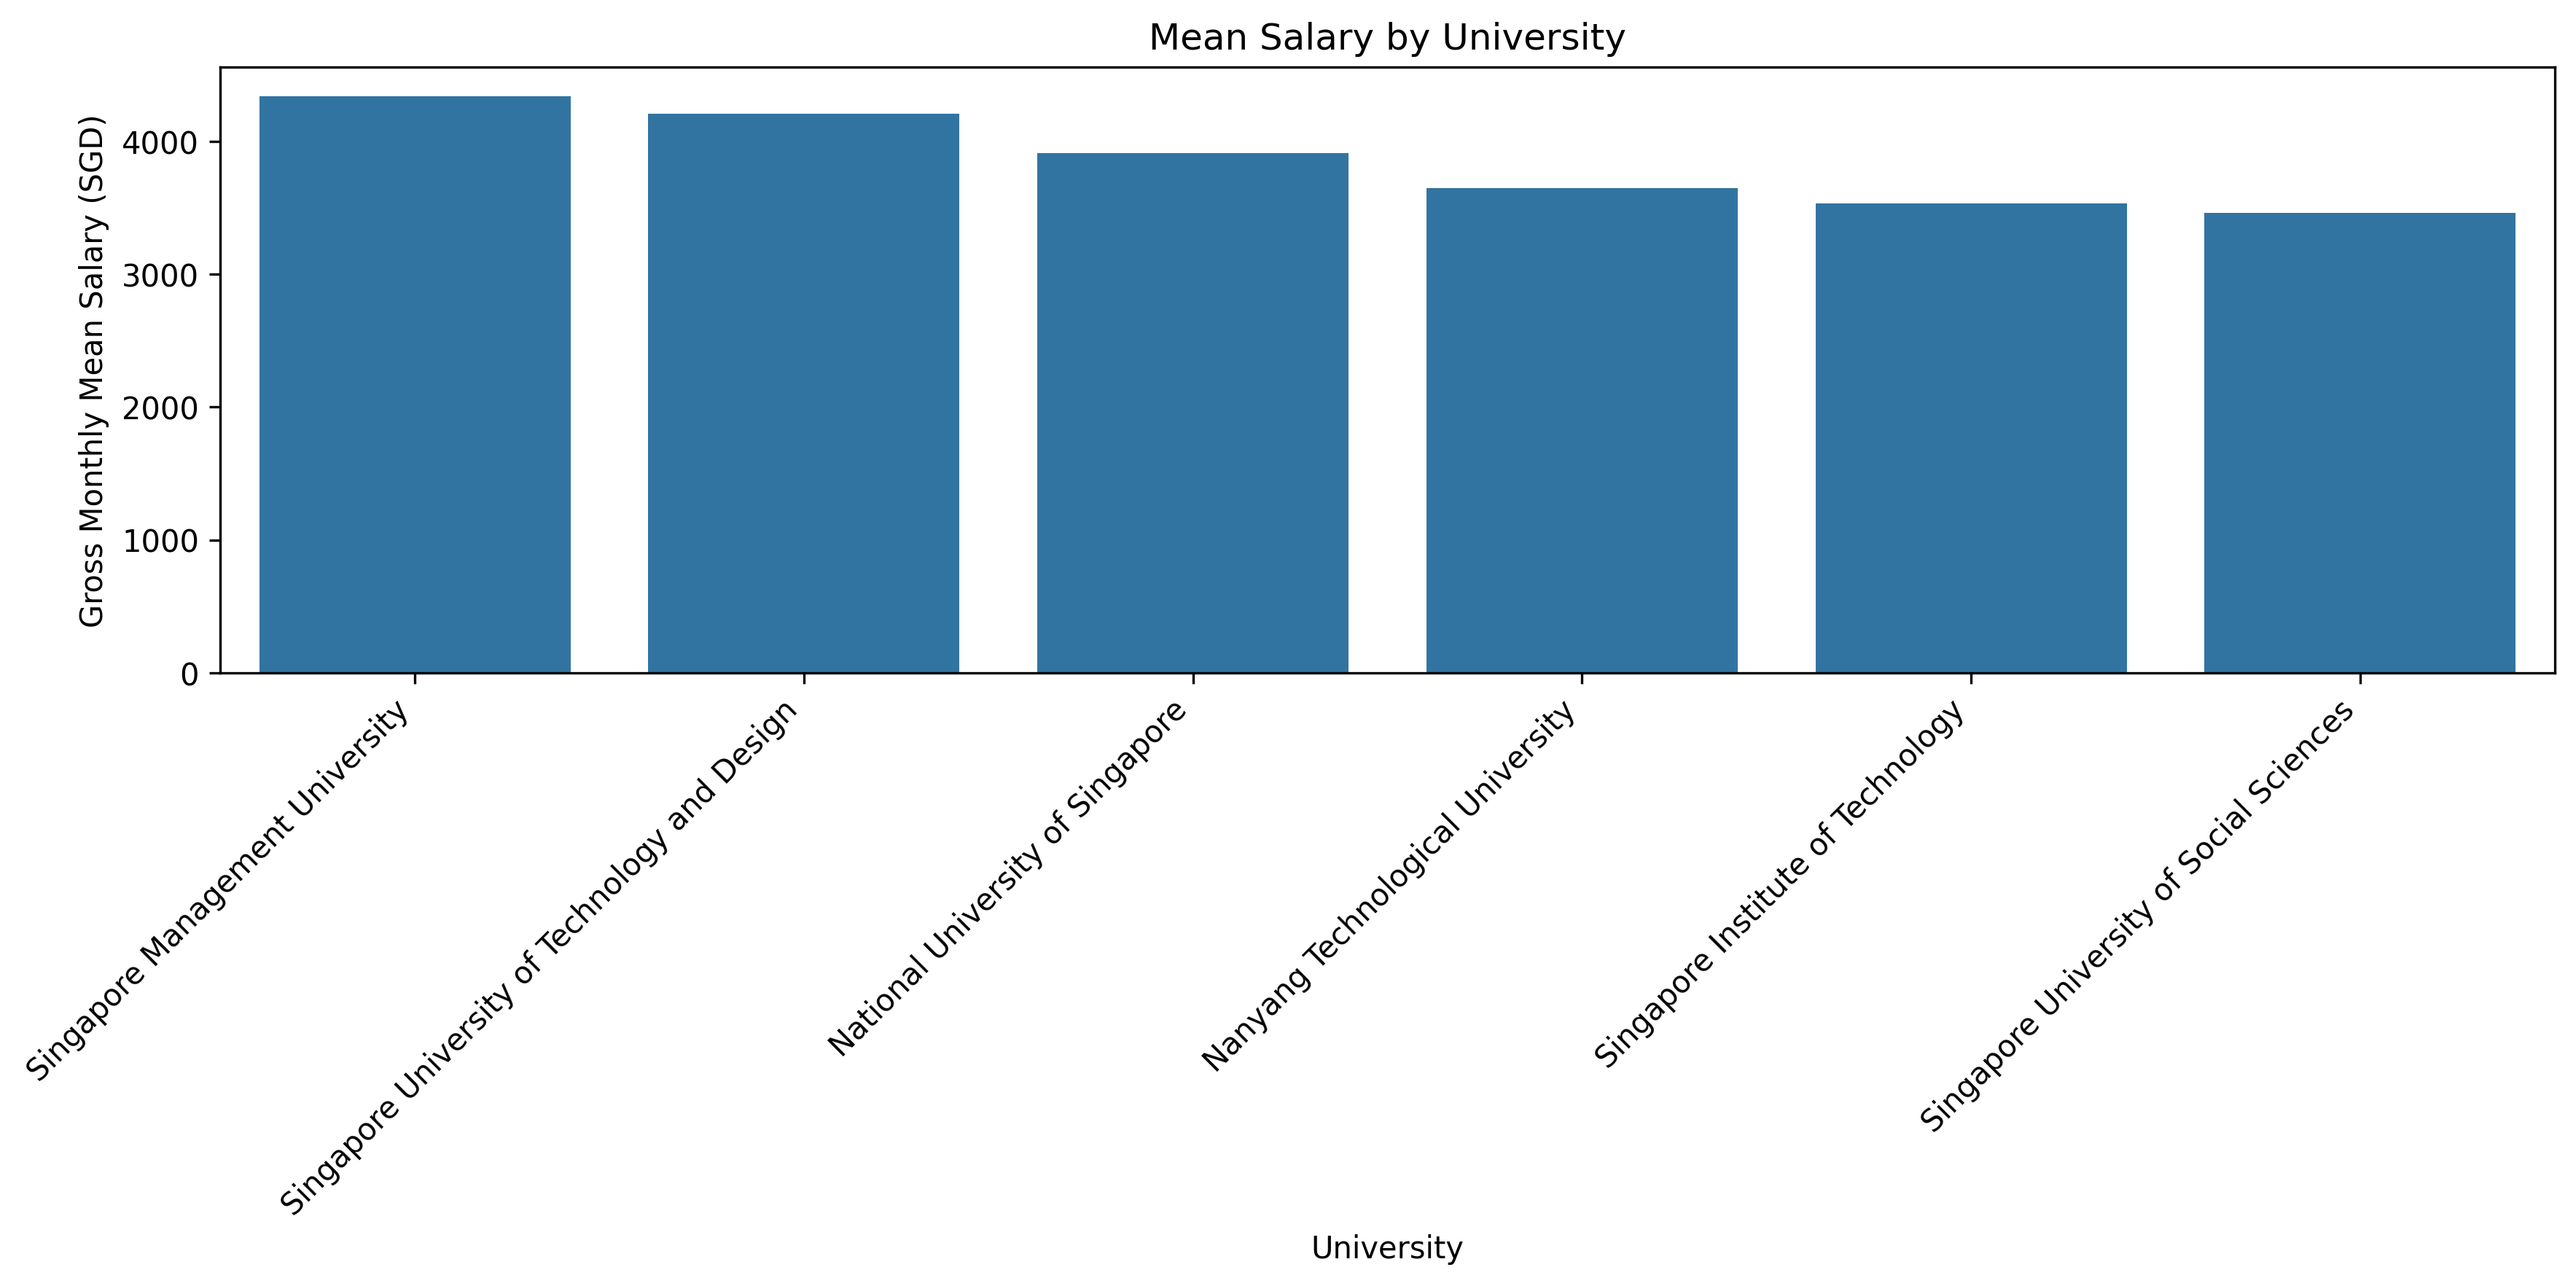 Mean Salary by University
Gross Monthly Mean Salary (SGD)
4000
3000
2000
1000
0
Singapore Management University
Singapore University of Technology and Design
National University of Singapore
Nanyang Technological University
Singapore Institute of Technology
Singapore University of Social Sciences
University